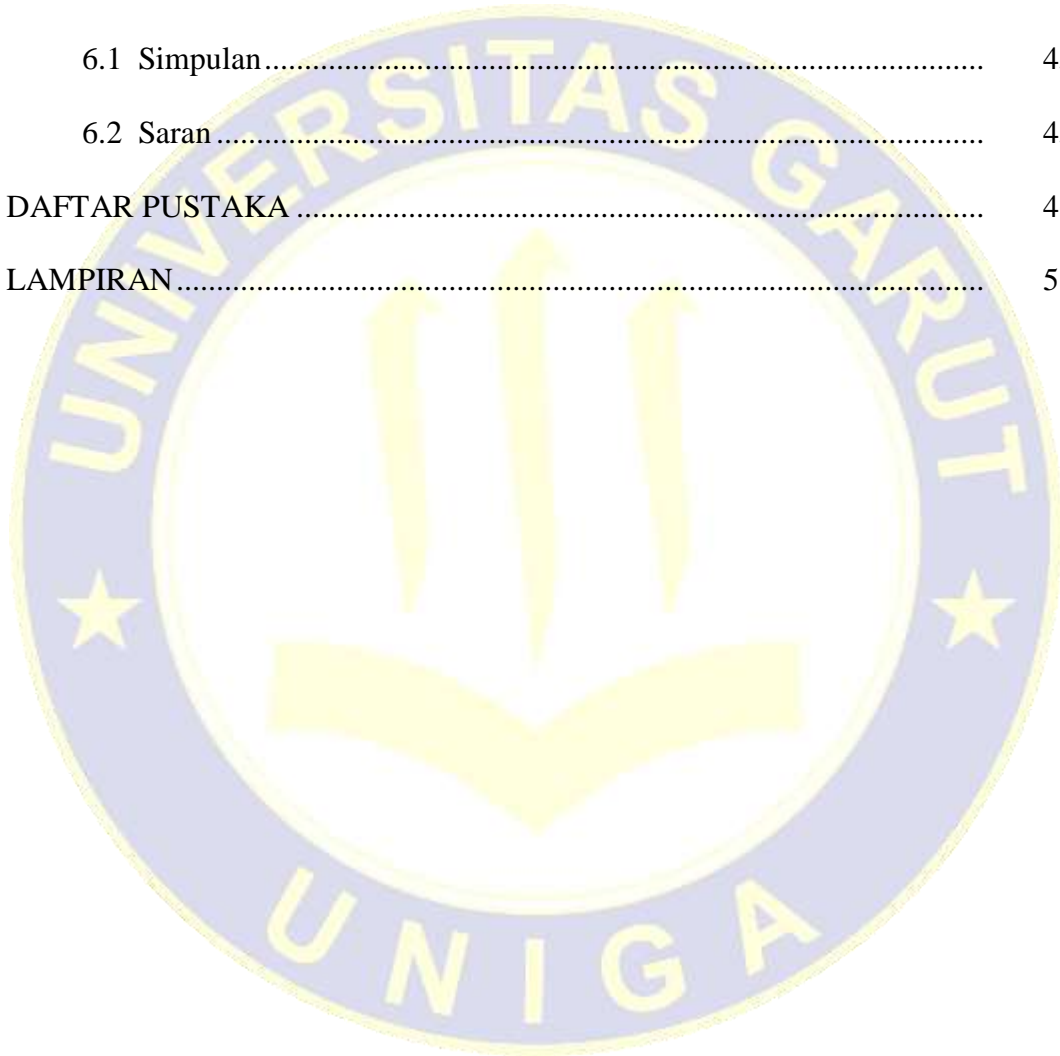 6.1 Simpulan........................................................................................ 4
6.2 Saran.............................................................................................. 4
DAFTAR PUSTAKA.................................................................................... 4
LAMPIRAN................................................................................................... 5
UNIVERSITAS GARUT
UNIGA